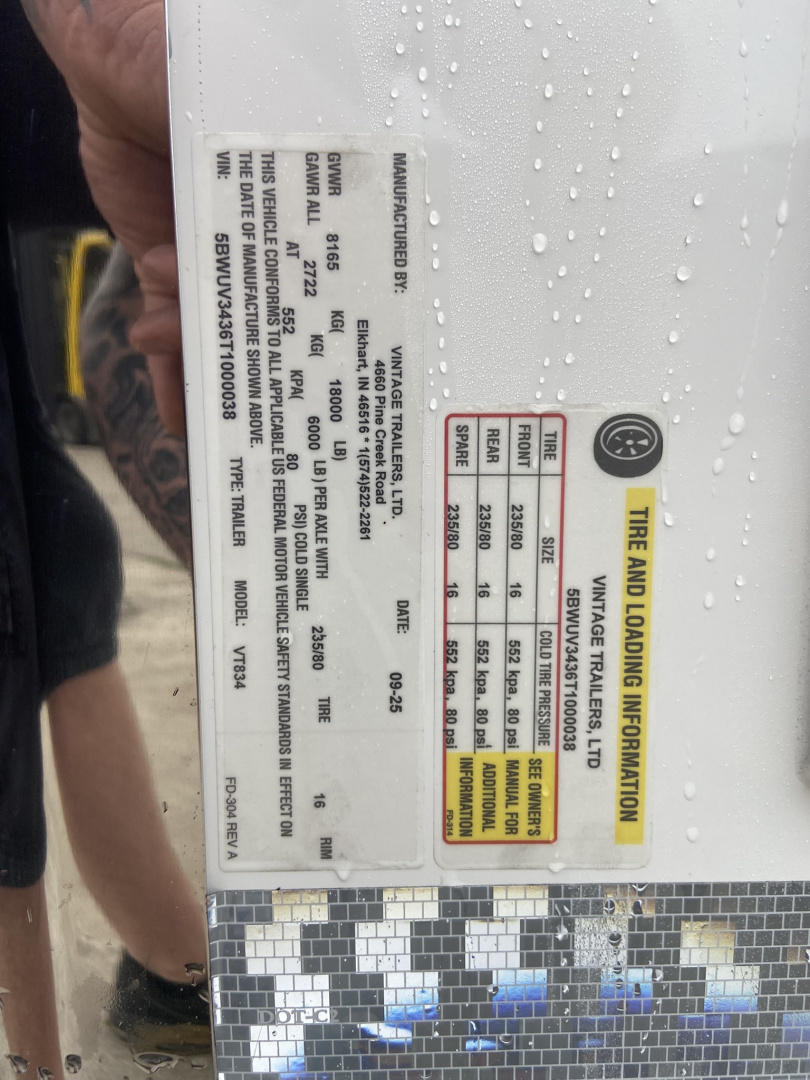 TIRE AND LOADING INFORMATION
VINTAGE TRAILERS, LTD
5BWUV3436T1000038
TIRE SIZE COLD TIRE PRESSURE SEE OWNER'S
FRONT 235/80 16 552 kpa, 80 psi MANUAL FOR
REAR 235/80 16 552 kpa, 80 psi ADDITIONAL
SPARE 235/80 16 552 kpa, 80 psi INFORMATION
FD-314
MANUFACTURED BY: VINTAGE TRAILERS, LTD. DATE: 09-25
4660 Pine Creek Road
Elkhart, IN 46516 * 1(574)522-2261
GVWR 8165 KG( 18000 LB)
GAWR ALL 2722 KG( 6000 LB) PER AXLE WITH 235/80 TIRE 16 RIM
AT 552 KPA( 80 PSI) COLD SINGLE
THIS VEHICLE CONFORMS TO ALL APPLICABLE US FEDERAL MOTOR VEHICLE SAFETY STANDARDS IN EFFECT ON
THE DATE OF MANUFACTURE SHOWN ABOVE.
VIN: 5BWUV3436T1000038 TYPE: TRAILER MODEL: VT834
FD-304 REV A
DOT-C2